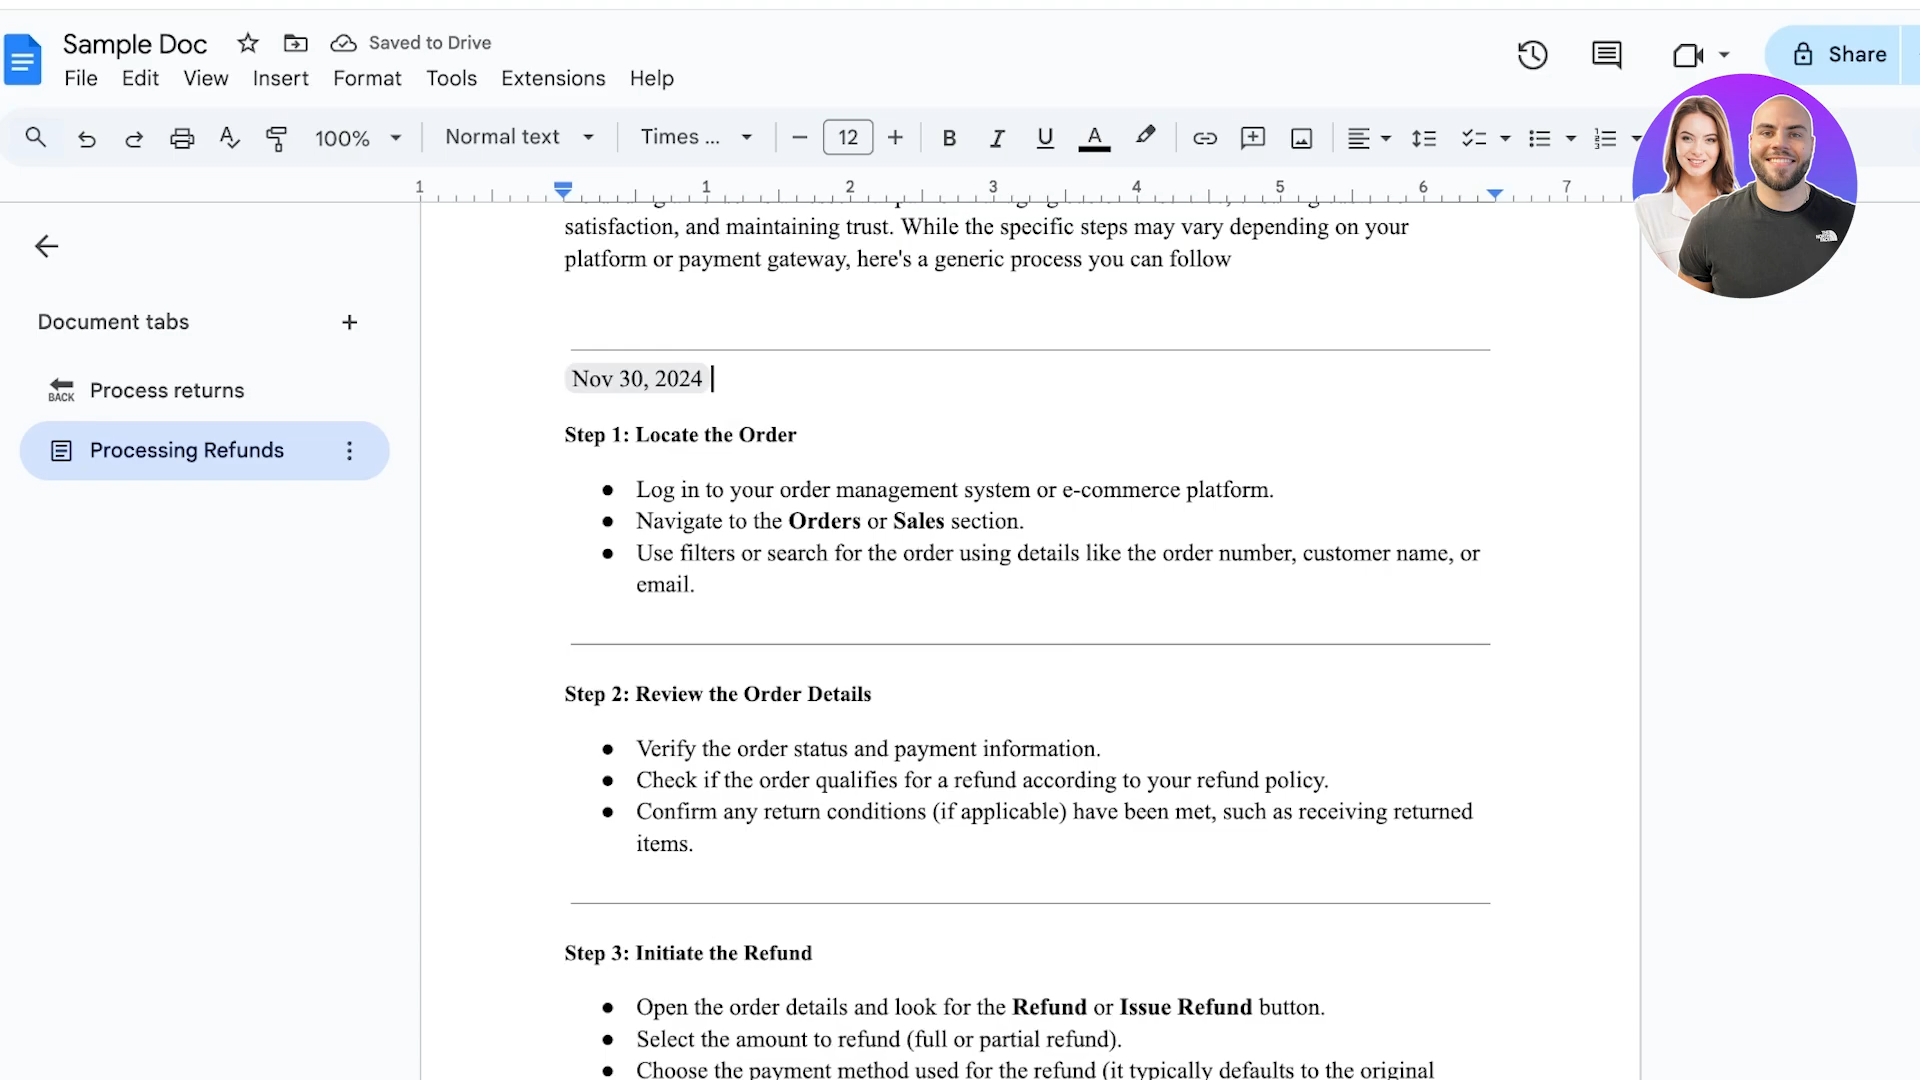 Sample Doc Saved to Drive
File Edit View Insert Format Tools Extensions Help
Share
100% Normal text Times ... 12 B I U A
1 1 2 3 4 5 6 7
Document tabs
BACK Process returns
Processing Refunds
satisfaction, and maintaining trust. While the specific steps may vary depending on your
platform or payment gateway, here's a generic process you can follow
Nov 30, 2024
Step 1: Locate the Order
● Log in to your order management system or e-commerce platform.
● Navigate to the Orders or Sales section.
● Use filters or search for the order using details like the order number, customer name, or
email.
Step 2: Review the Order Details
● Verify the order status and payment information.
● Check if the order qualifies for a refund according to your refund policy.
● Confirm any return conditions (if applicable) have been met, such as receiving returned
items.
Step 3: Initiate the Refund
● Open the order details and look for the Refund or Issue Refund button.
● Select the amount to refund (full or partial refund).
● Choose the payment method used for the refund (it typically defaults to the original